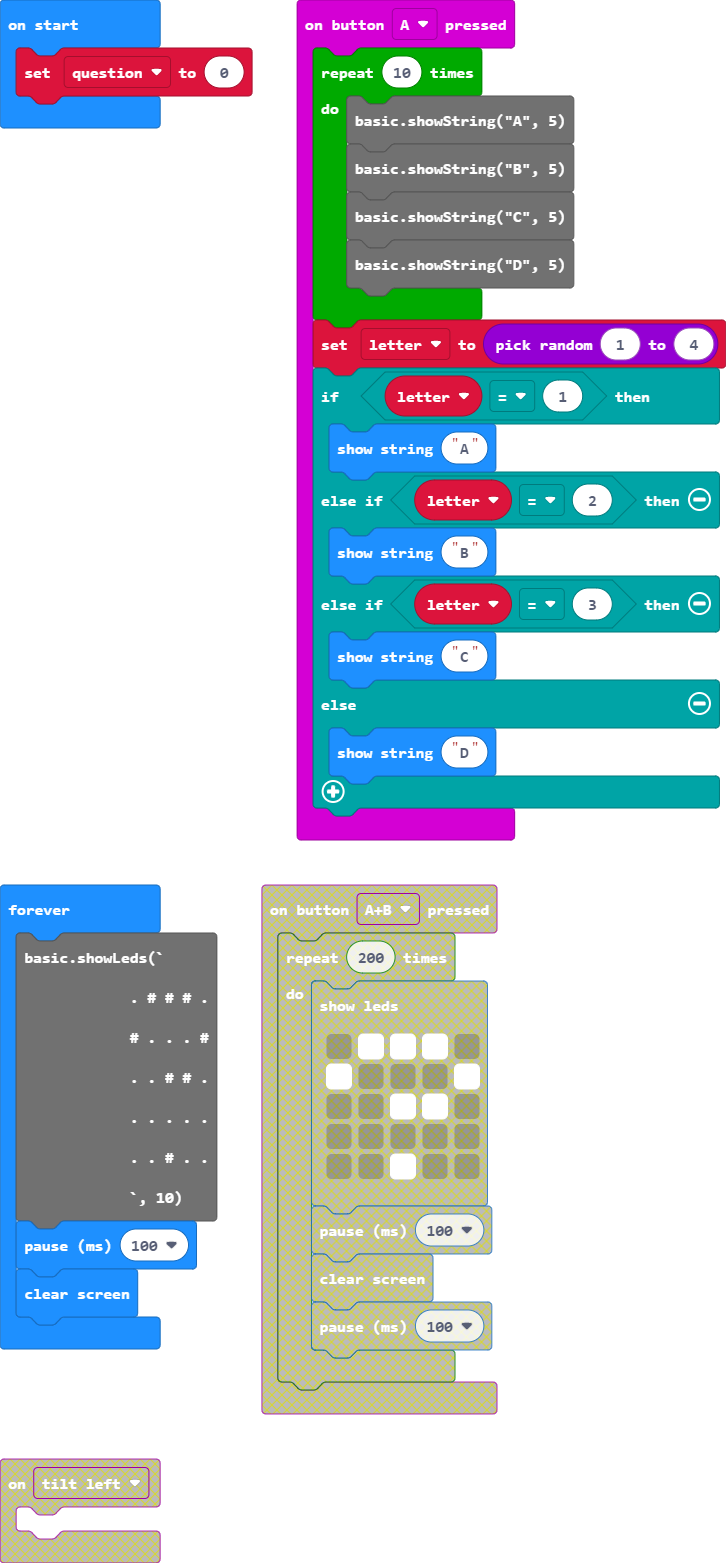 on start
set question to 0
on button A pressed
repeat 10 times
do
basic.showString("A", 5)
basic.showString("B", 5)
basic.showString("C", 5)
basic.showString("D", 5)
set letter to pick random 1 to 4
if letter = 1 then
show string "A"
else if letter = 2 then
show string "B"
else if letter = 3 then
show string "C"
else
show string "D"
forever
basic.showLeds(`
. # # # .
# . . . #
. . # # .
. . . . .
. . # . .
`, 10)
pause (ms) 100
clear screen
on button A+B pressed
repeat 200 times
do
show leds
pause (ms) 100
clear screen
pause (ms) 100
on tilt left